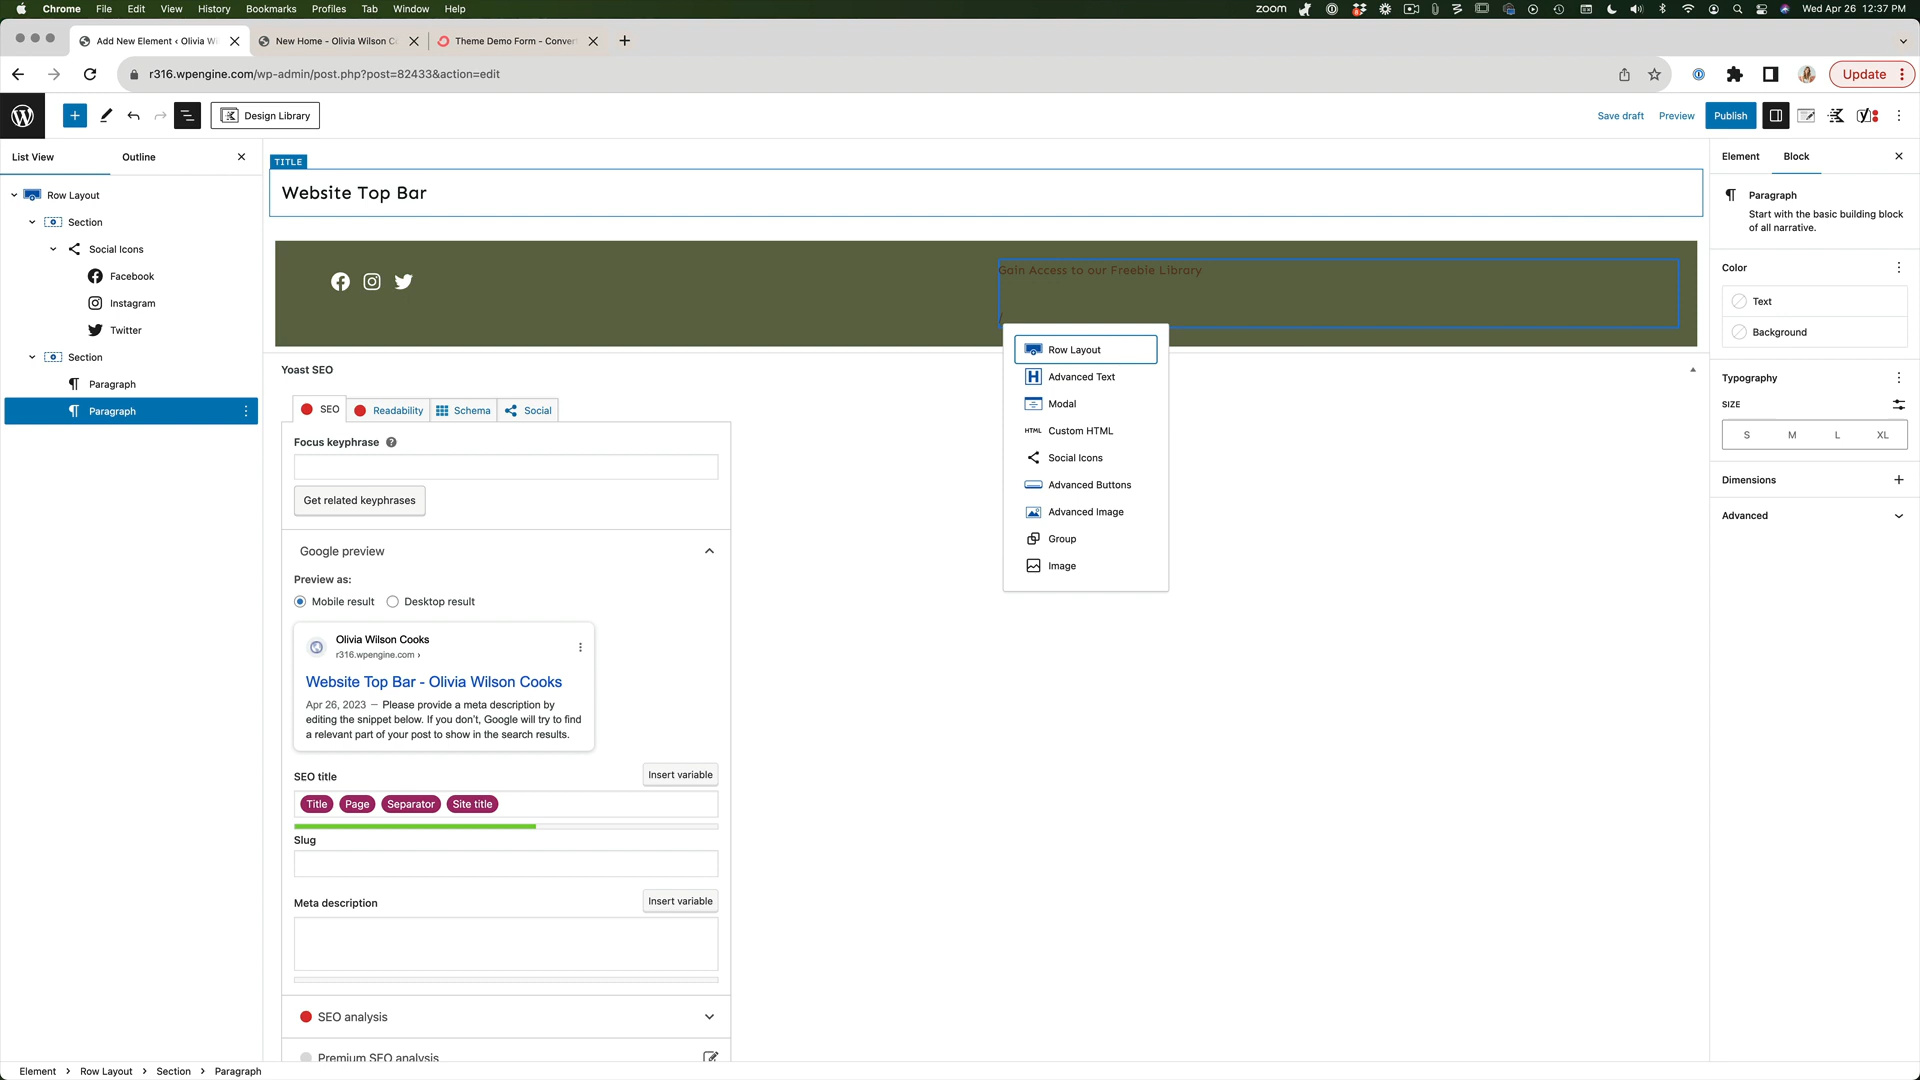 Chrome File Edit View History Bookmarks Profiles Tab Window Help
zoom Wed Apr 26 12:37 PM
Add New Element ‹ Olivia Wi
New Home - Olivia Wilson C
Theme Demo Form - Conver
r316.wpengine.com/wp-admin/post.php?post=82433&action=edit
Update
Design Library
Save draft
Preview
Publish
List View
Outline
Row Layout
Section
Social Icons
Facebook
Instagram
Twitter
Section
Paragraph
Paragraph
TITLE
Website Top Bar
Gain Access to our Freebie Library
/
Row Layout
Advanced Text
Modal
HTML Custom HTML
Social Icons
Advanced Buttons
Advanced Image
Group
Image
Yoast SEO
SEO
Readability
Schema
Social
Focus keyphrase ?
Get related keyphrases
Google preview
Preview as:
Mobile result
Desktop result
Olivia Wilson Cooks
r316.wpengine.com ›
Website Top Bar - Olivia Wilson Cooks
Apr 26, 2023 — Please provide a meta description by
editing the snippet below. If you don't, Google will try to find
a relevant part of your post to show in the search results.
SEO title
Insert variable
Title Page Separator Site title
Slug
Meta description
Insert variable
SEO analysis
Premium SEO analysis
Element
Block
Paragraph
Start with the basic building block
of all narrative.
Color
Text
Background
Typography
SIZE
S M L XL
Dimensions
Advanced
Element › Row Layout › Section › Paragraph